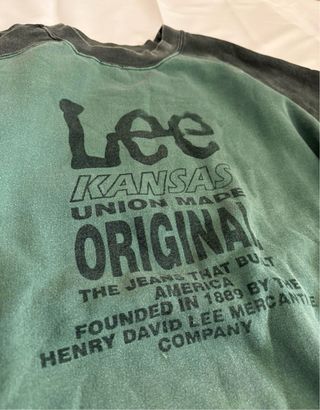 Lee
KANSAS
UNION MADE
ORIGINAL
THE JEANS THAT BUILT
AMERICA
FOUNDED IN 1889 BY THE
HENRY DAVID LEE MERCANTILE
COMPANY